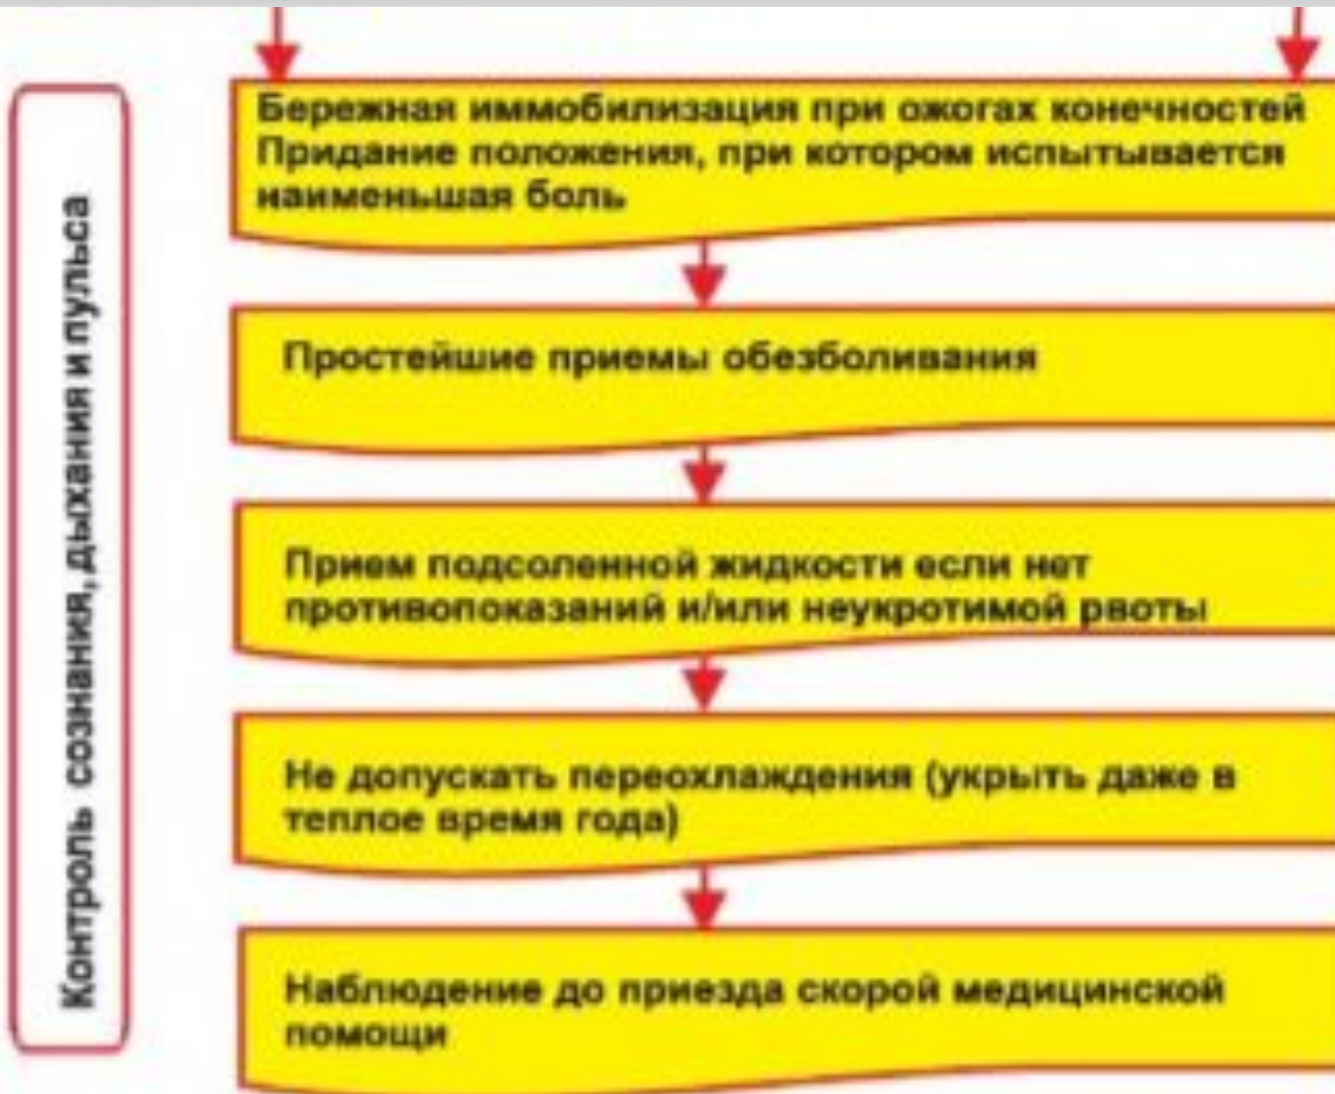 Контроль сознания, дыхания и пульса
Бережная иммобилизация при ожогах конечностей
Придание положения, при котором испытывается
наименьшая боль
Простейшие приемы обезболивания
Прием подсоленной жидкости если нет
противопоказаний и/или неукротимой рвоты
Не допускать переохлаждения (укрыть даже в
теплое время года)
Наблюдение до приезда скорой медицинской
помощи